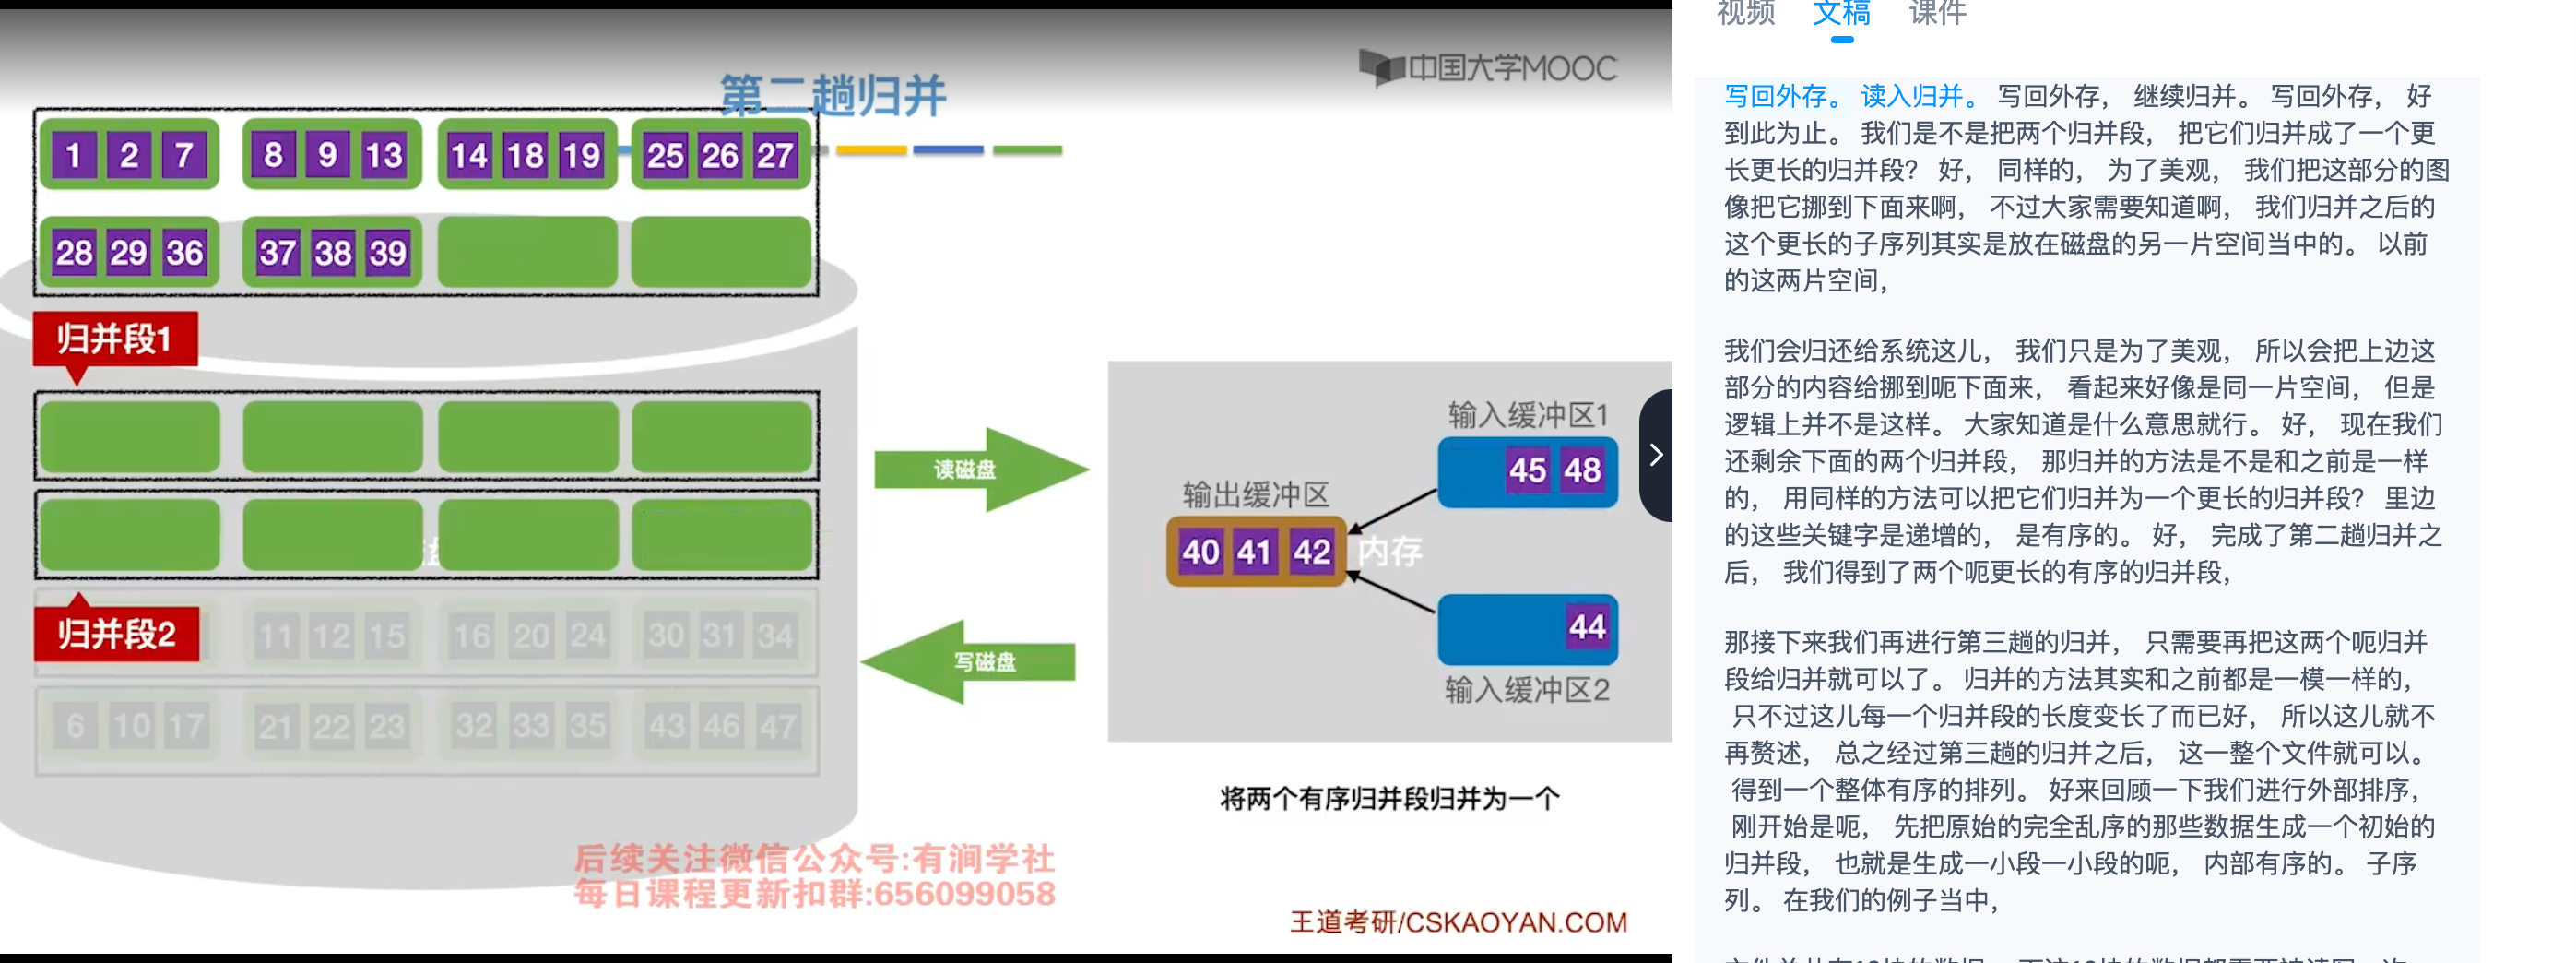 视频 文稿 课件
中国大学MOOC
第二趟归并
1 2 7 8 9 13 14 18 19 25 26 27
28 29 36 37 38 39
归并段1
归并段2
11 12 15 16 20 24 30 31 34
6 10 17 21 22 23 32 33 35 43 46 47
读磁盘
写磁盘
输入缓冲区1
45 48
输出缓冲区
40 41 42
内存
44
输入缓冲区2
将两个有序归并段归并为一个
后续关注微信公众号:有涧学社
每日课程更新扣群:656099058
王道考研/CSKAOYAN.COM
写回外存。 读入归并。 写回外存， 继续归并。 写回外存， 好
到此为止。 我们是不是把两个归并段， 把它们归并成了一个更
长更长的归并段？ 好， 同样的， 为了美观， 我们把这部分的图
像把它挪到下面来啊， 不过大家需要知道啊， 我们归并之后的
这个更长的子序列其实是放在磁盘的另一片空间当中的。 以前
的这两片空间，
我们会归还给系统这儿， 我们只是为了美观， 所以会把上边这
部分的内容给挪到呃下面来， 看起来好像是同一片空间， 但是
逻辑上并不是这样。 大家知道是什么意思就行。 好， 现在我们
还剩余下面的两个归并段， 那归并的方法是不是和之前是一样
的， 用同样的方法可以把它们归并为一个更长的归并段？ 里边
的这些关键字是递增的， 是有序的。 好， 完成了第二趟归并之
后， 我们得到了两个呃更长的有序的归并段，
那接下来我们再进行第三趟的归并， 只需要再把这两个呃归并
段给归并就可以了。 归并的方法其实和之前都是一模一样的，
只不过这儿每一个归并段的长度变长了而已好， 所以这儿就不
再赘述， 总之经过第三趟的归并之后， 这一整个文件就可以。
得到一个整体有序的排列。 好来回顾一下我们进行外部排序，
刚开始是呃， 先把原始的完全乱序的那些数据生成一个初始的
归并段， 也就是生成一小段一小段的呃， 内部有序的。 子序
列。 在我们的例子当中，